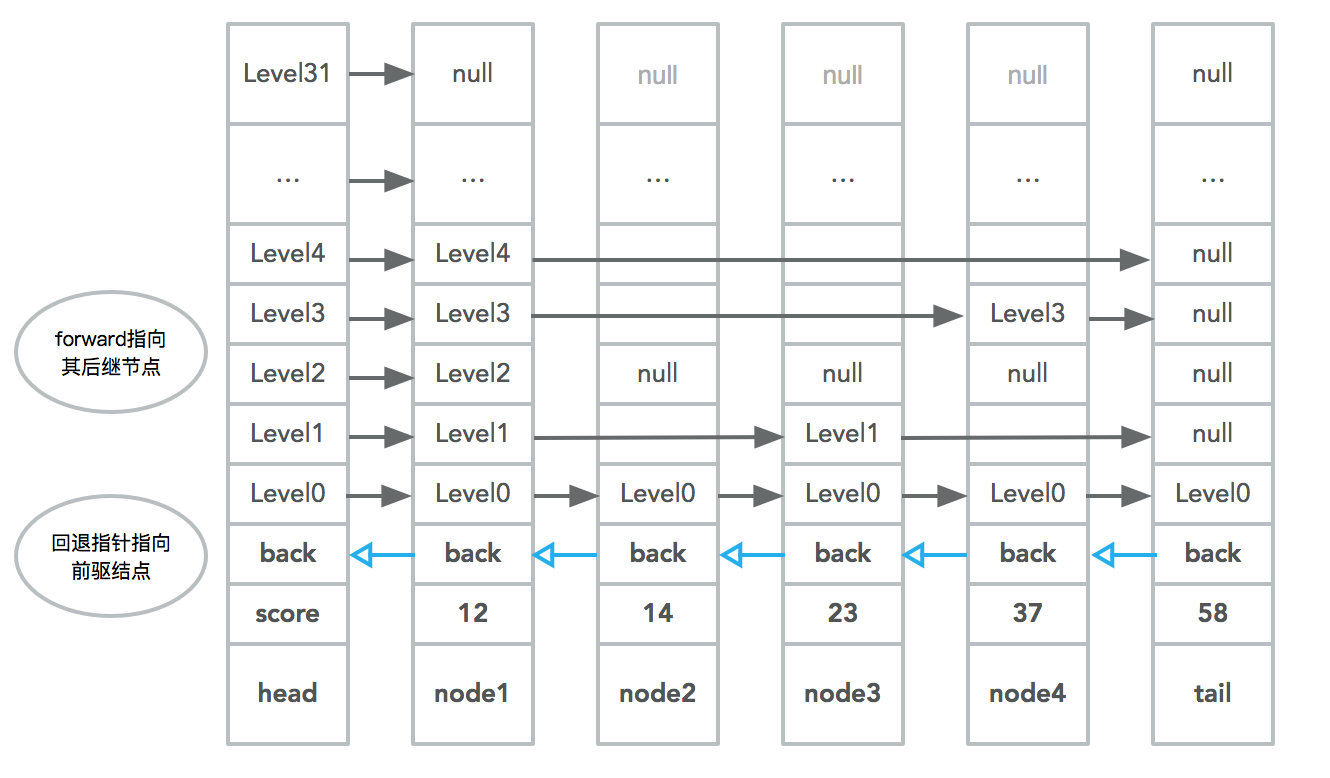 Level31 null null null null null
... ... ... ... ... ...
Level4 Level4 null
forward指向
其后继节点
Level3 Level3 Level3 null
Level2 Level2 null null null null
Level1 Level1 Level1 null
Level0 Level0 Level0 Level0 Level0 Level0
回退指针指向
前驱结点
back back back back back back
score 12 14 23 37 58
head node1 node2 node3 node4 tail